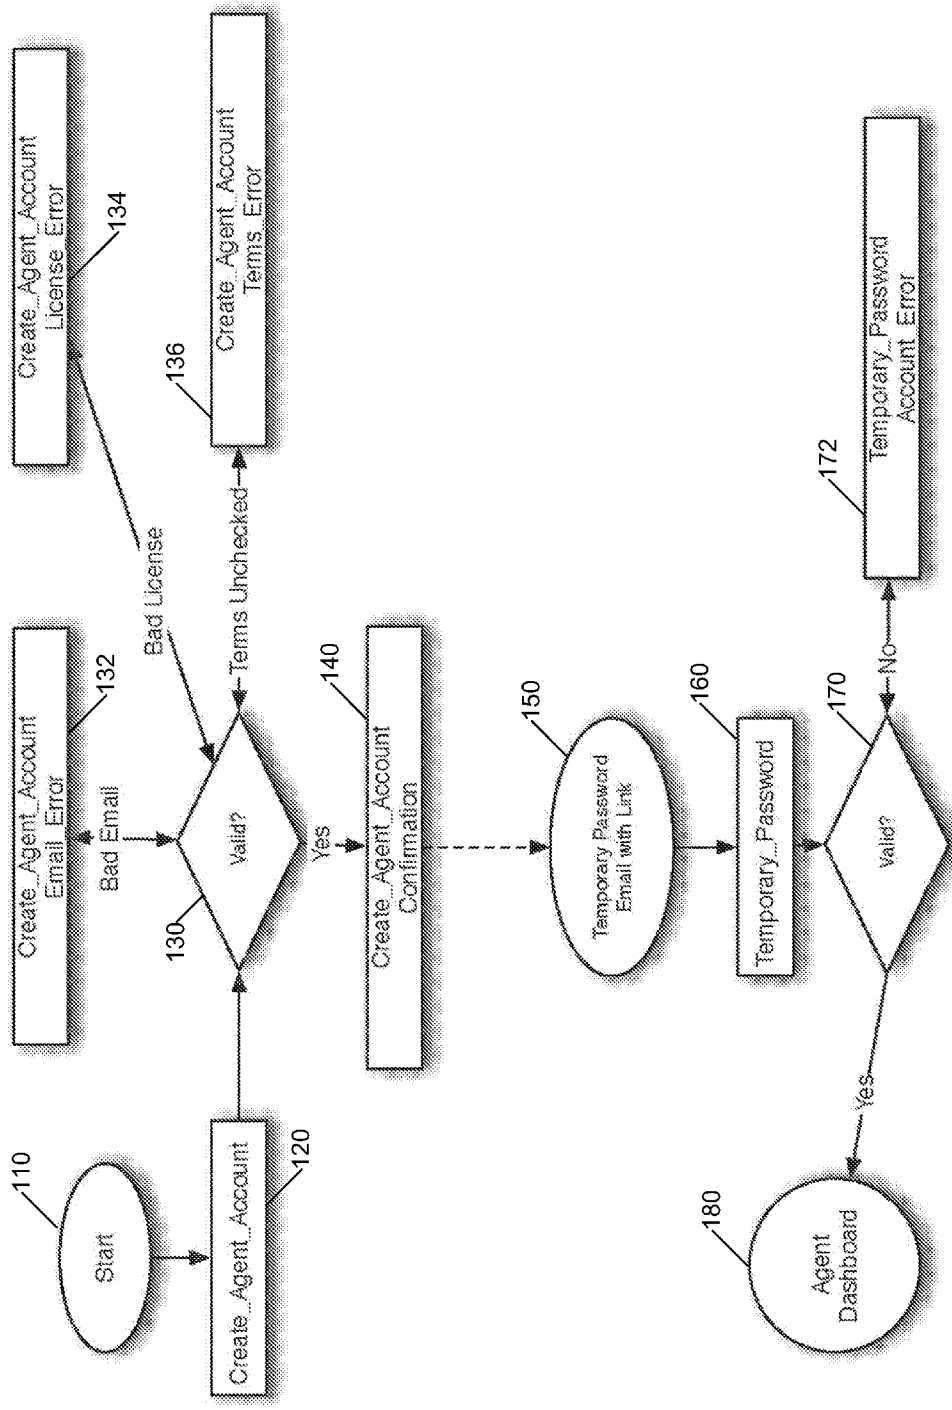 110
Start
Create_Agent_Account
120
Create_Agent_Account
Email_Error
132
Bad Email
130
Valid?
Create_Agent_Account
License_Error
134
Bad License
Create_Agent_Account
Terms_Error
136
Terms Unchecked
Yes
140
Create_Agent_Account
Confirmation
150
Temporary Password
Email with Link
160
Temporary_Password
170
Valid?
No
172
Temporary_Password
Account_Error
Yes
180
Agent
Dashboard